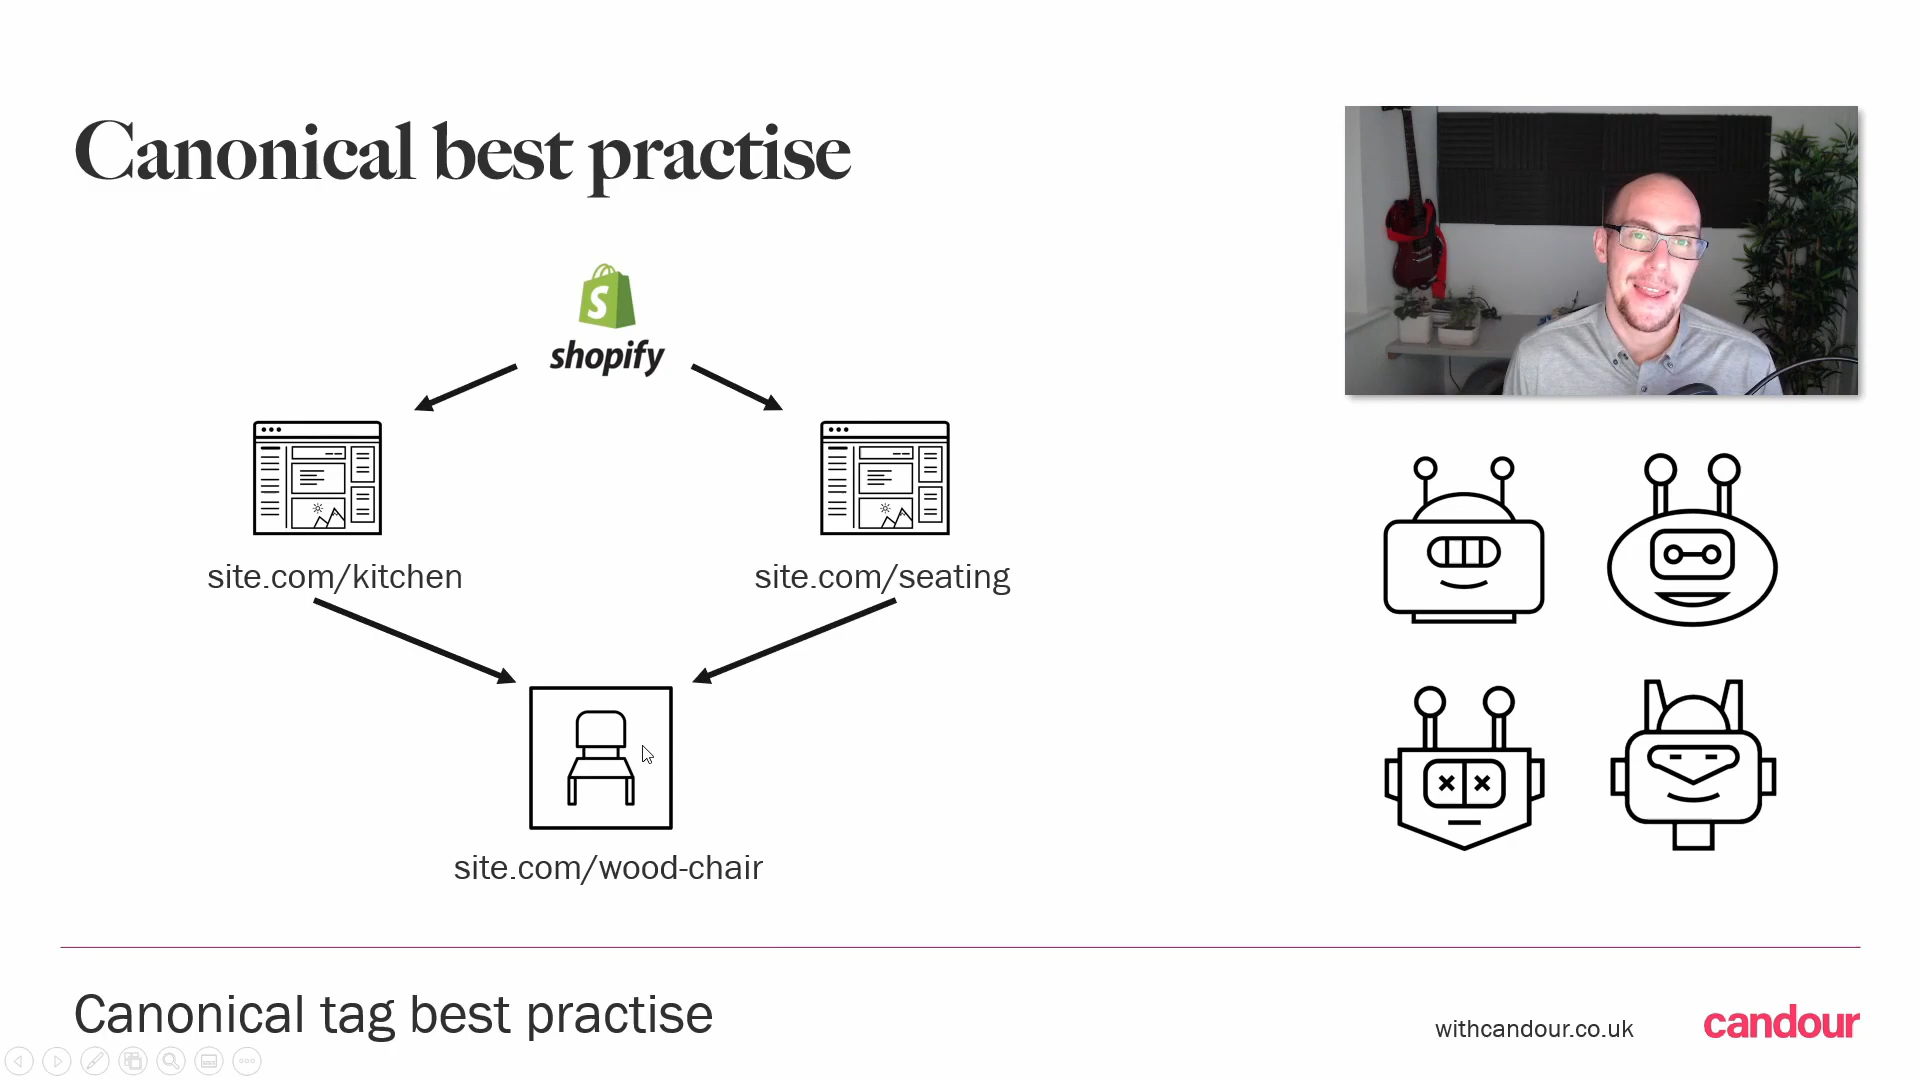 Canonical best practise
S
shopify
site.com/kitchen
site.com/seating
site.com/wood-chair
Canonical tag best practise
withcandour.co.uk
candour